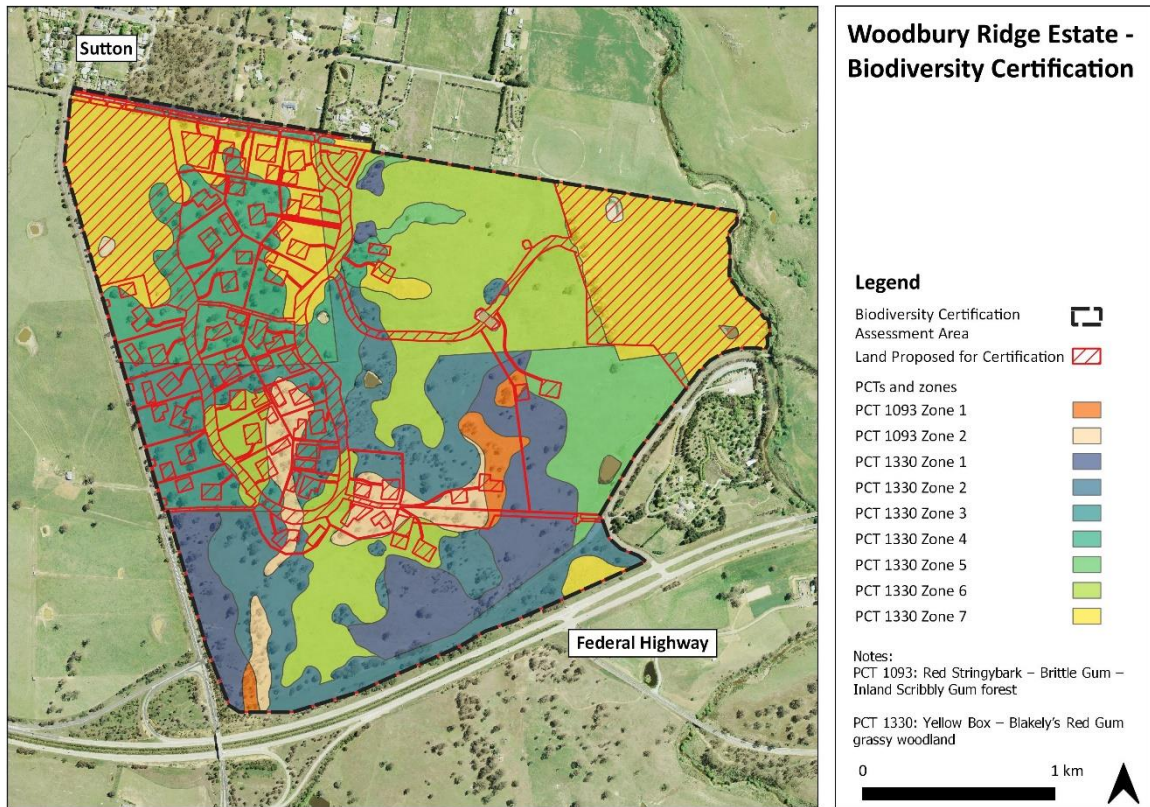 Sutton
Federal Highway
Woodbury Ridge Estate -
Biodiversity Certification
Legend
Biodiversity Certification
Assessment Area
Land Proposed for Certification
PCTs and zones
PCT 1093 Zone 1
PCT 1093 Zone 2
PCT 1330 Zone 1
PCT 1330 Zone 2
PCT 1330 Zone 3
PCT 1330 Zone 4
PCT 1330 Zone 5
PCT 1330 Zone 6
PCT 1330 Zone 7
Notes:
PCT 1093: Red Stringybark – Brittle Gum –
Inland Scribbly Gum forest
PCT 1330: Yellow Box – Blakely's Red Gum
grassy woodland
0 1 km